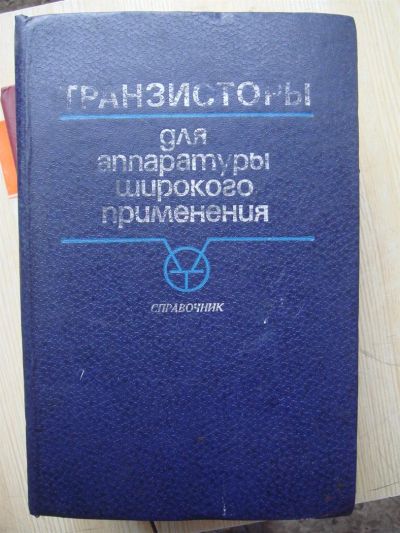 ТРАНЗИСТОРЫ
для
аппаратуры
широкого
применения
СПРАВОЧНИК